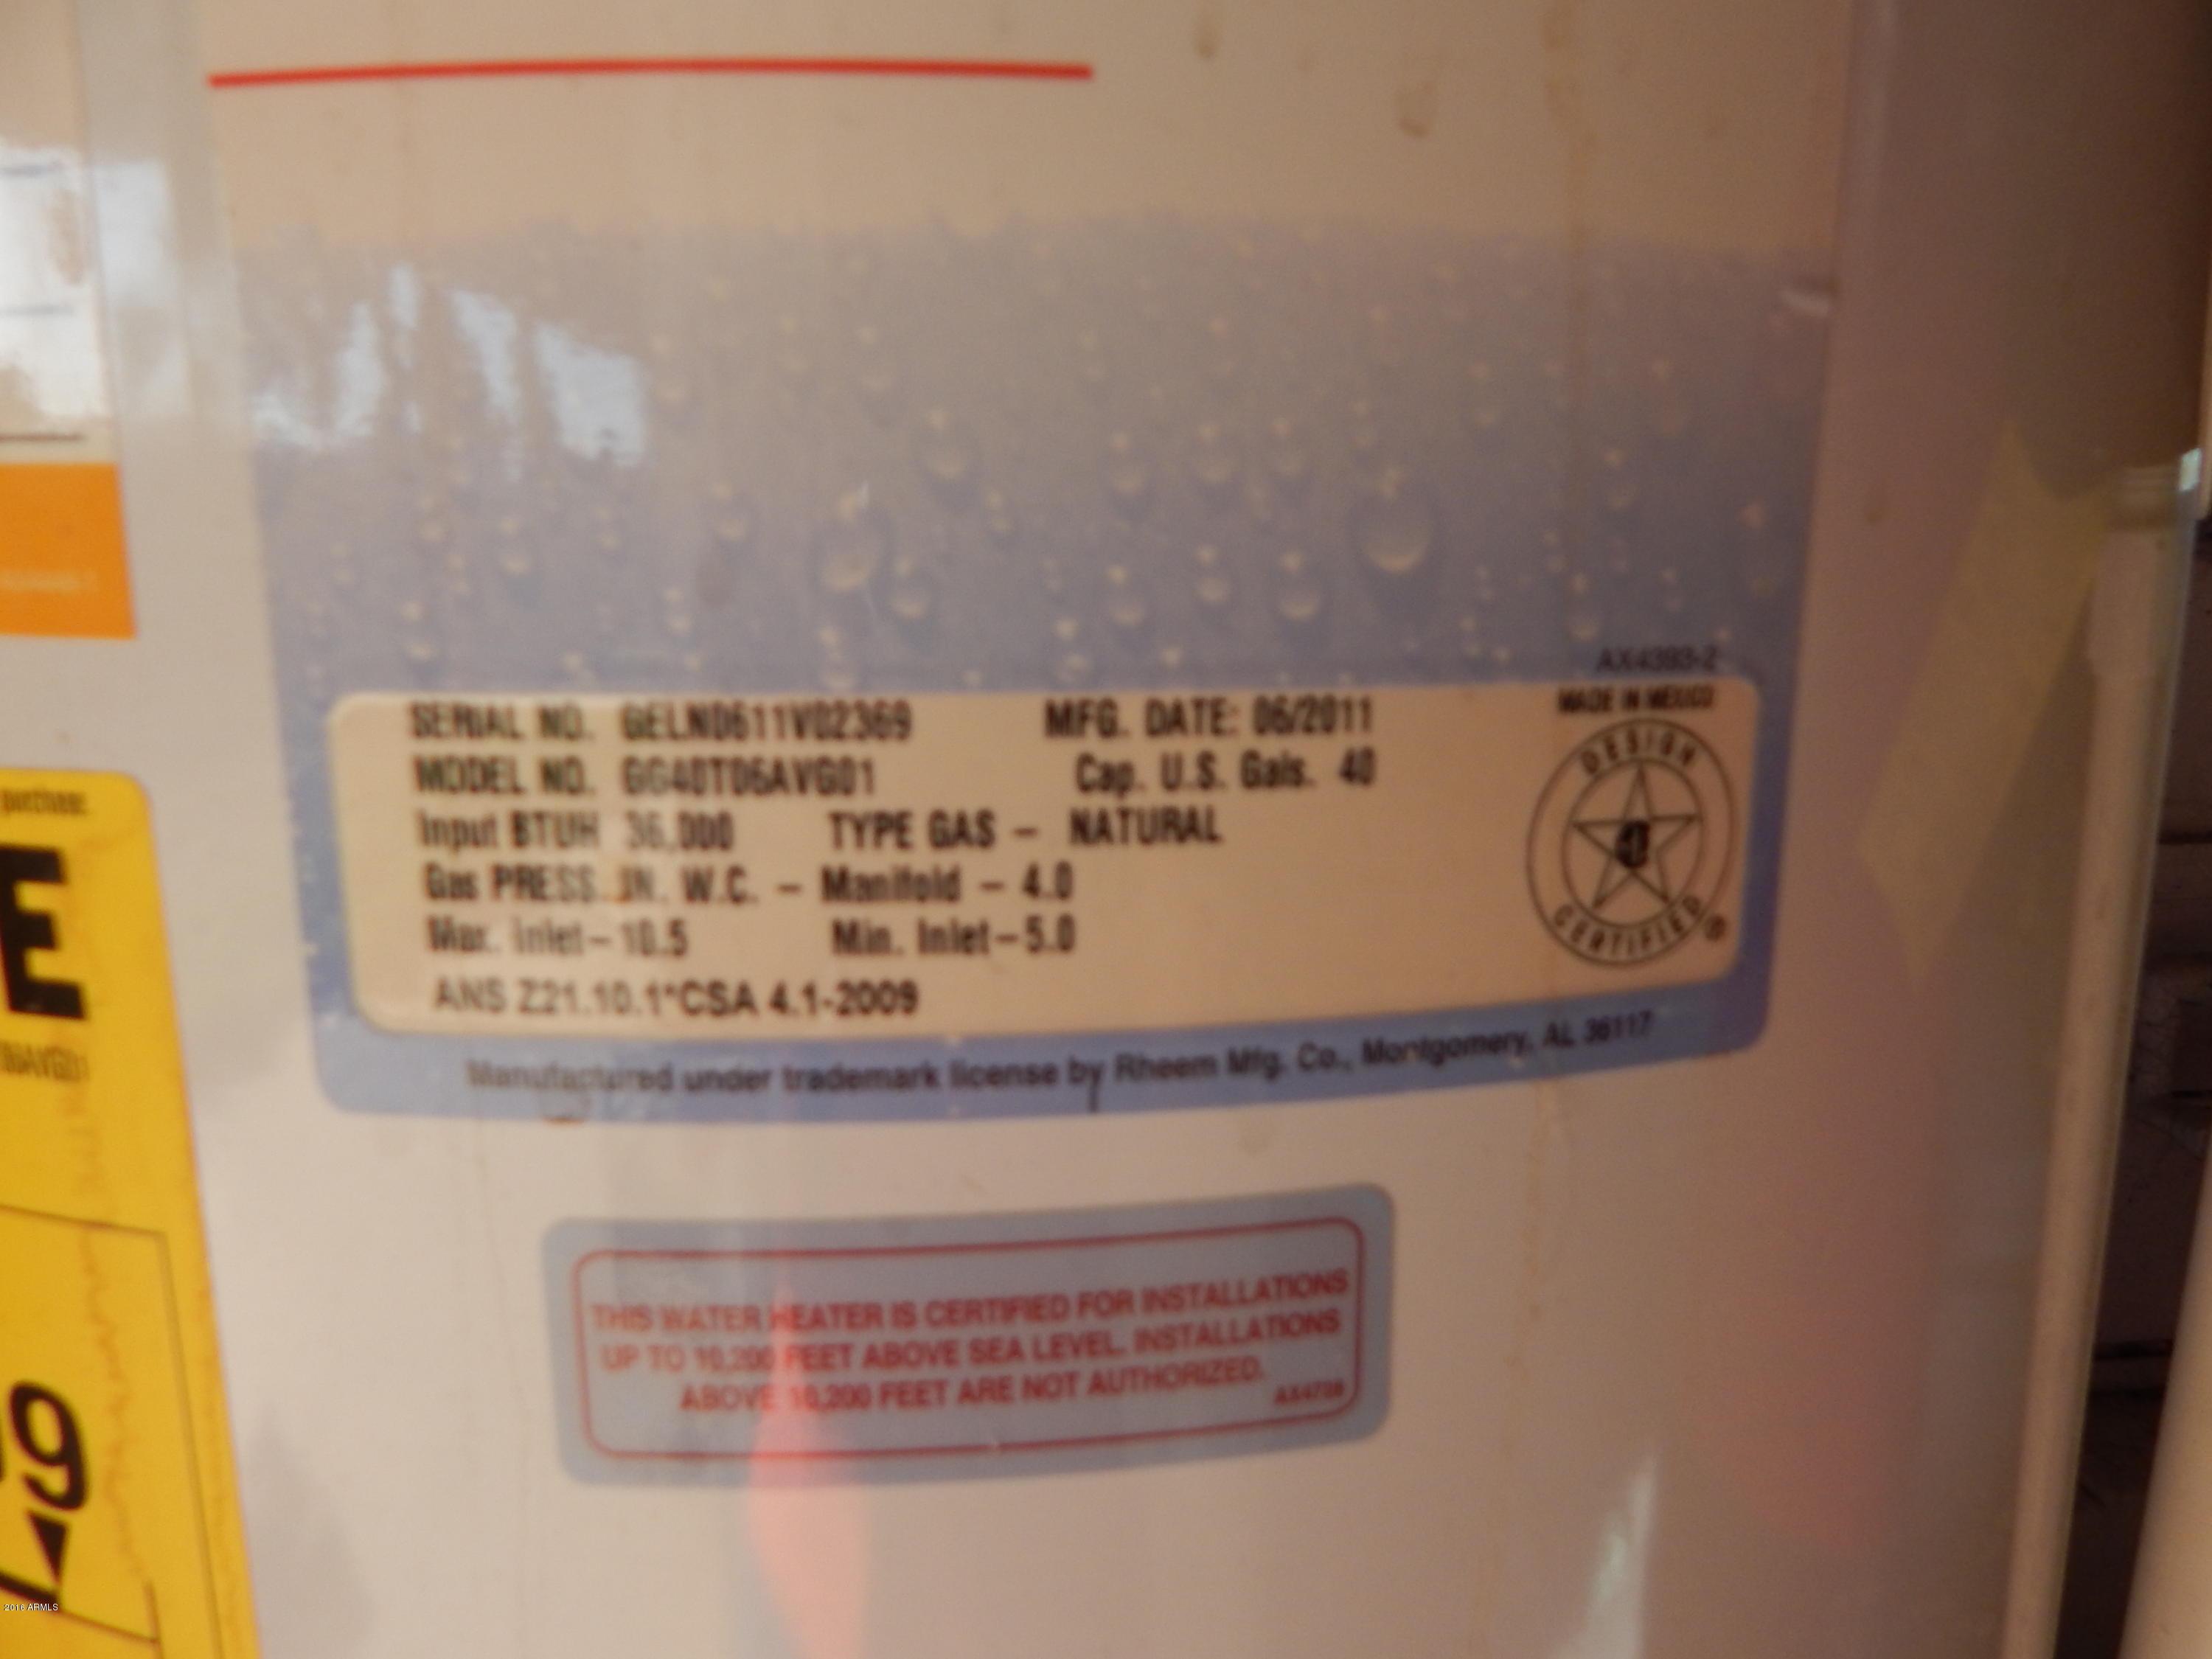 AX4393-2
MADE IN MEXICO
SERIAL NO. GELN0611V02369 MFG. DATE: 06/2011
MODEL NO. GG40T06AVG01 Cap. U.S. Gals. 40
Input BTUH 36,000 TYPE GAS – NATURAL
Gas PRESS. IN. W.C. – Manifold – 4.0
Max. Inlet–10.5 Min. Inlet–5.0
ANS Z21.10.1*CSA 4.1-2009
DESIGN
CERTIFIED
®
Manufactured under trademark license by Rheem Mfg. Co., Montgomery, AL 36117
THIS WATER HEATER IS CERTIFIED FOR INSTALLATIONS
UP TO 10,200 FEET ABOVE SEA LEVEL. INSTALLATIONS
ABOVE 10,200 FEET ARE NOT AUTHORIZED.
purchase
E
9
2016 ARMLS